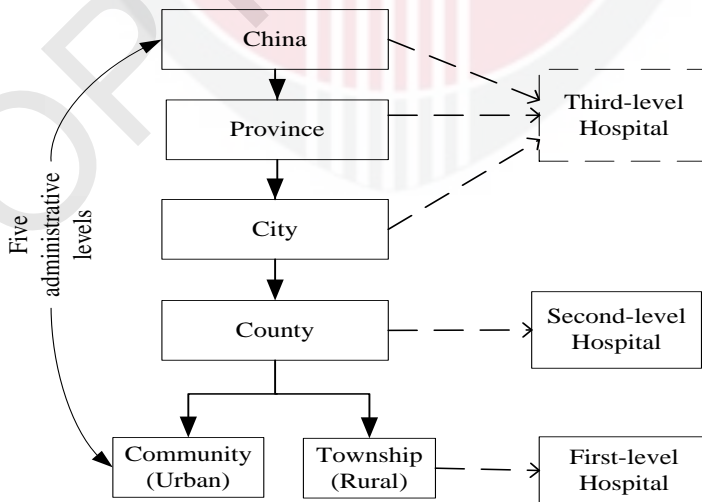 China
Third-level
Hospital
Province
Five
administrative
levels
City
County
Second-level
Hospital
Community
(Urban)
Township
(Rural)
First-level
Hospital